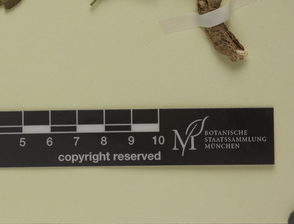 5 6 7 8 9 10
copyright reserved
M
BOTANISCHE
STAATSSAMMLUNG
MÜNCHEN